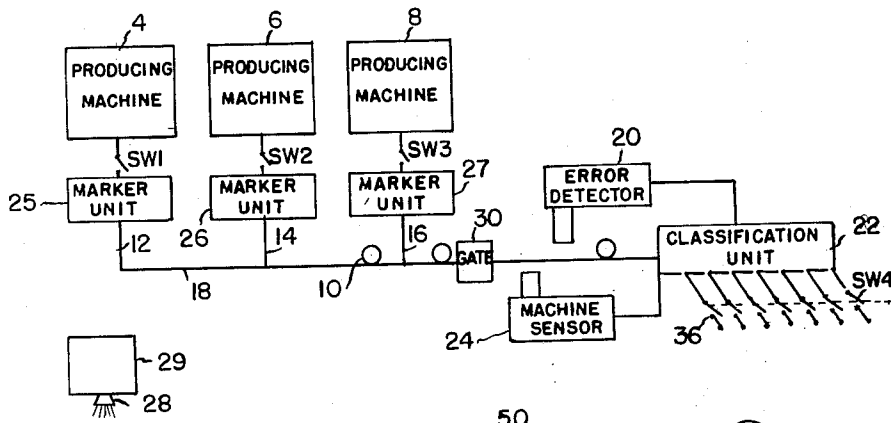 4
6
8
PRODUCING
MACHINE
PRODUCING
MACHINE
PRODUCING
MACHINE
SW1
SW2
SW3
20
ERROR
DETECTOR
25
MARKER
UNIT
26
MARKER
UNIT
MARKER
UNIT
27
30
12
14
16
GATE
CLASSIFICATION
UNIT
22
18
10
SW4
24
MACHINE
SENSOR
36
29
28
50